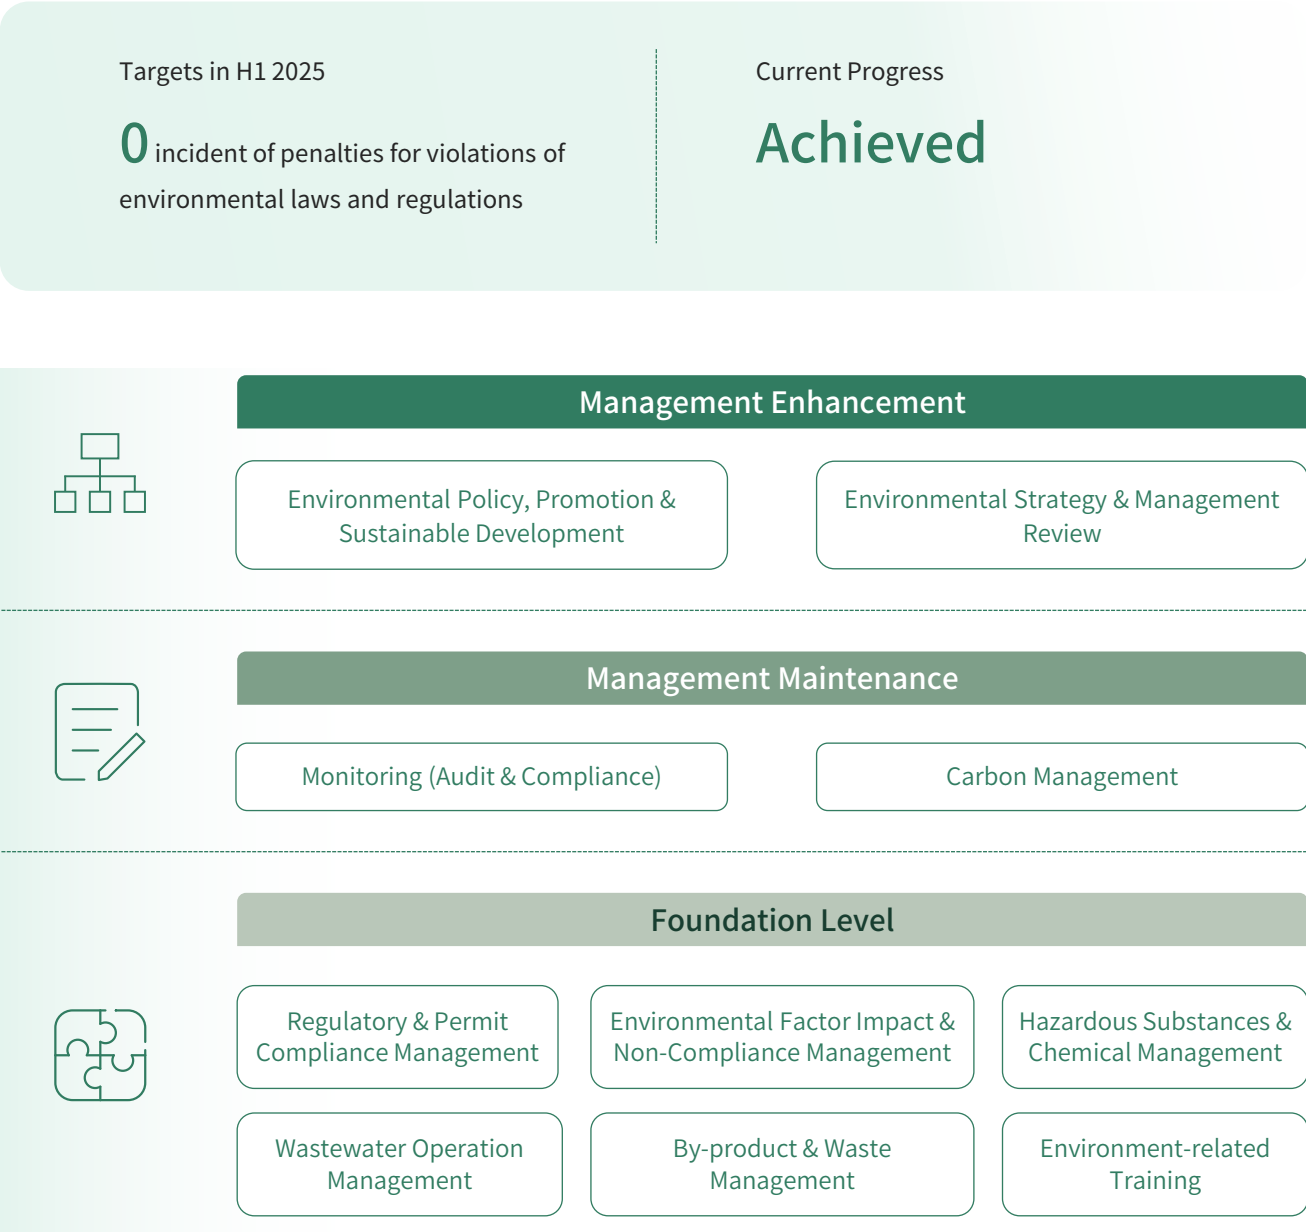 Targets in H1 2025
0 incident of penalties for violations of
environmental laws and regulations
Current Progress
Achieved
Management Enhancement
Environmental Policy, Promotion &
Sustainable Development
Environmental Strategy & Management
Review
Management Maintenance
Monitoring (Audit & Compliance)
Carbon Management
Foundation Level
Regulatory & Permit
Compliance Management
Environmental Factor Impact &
Non-Compliance Management
Hazardous Substances &
Chemical Management
Wastewater Operation
Management
By-product & Waste
Management
Environment-related
Training